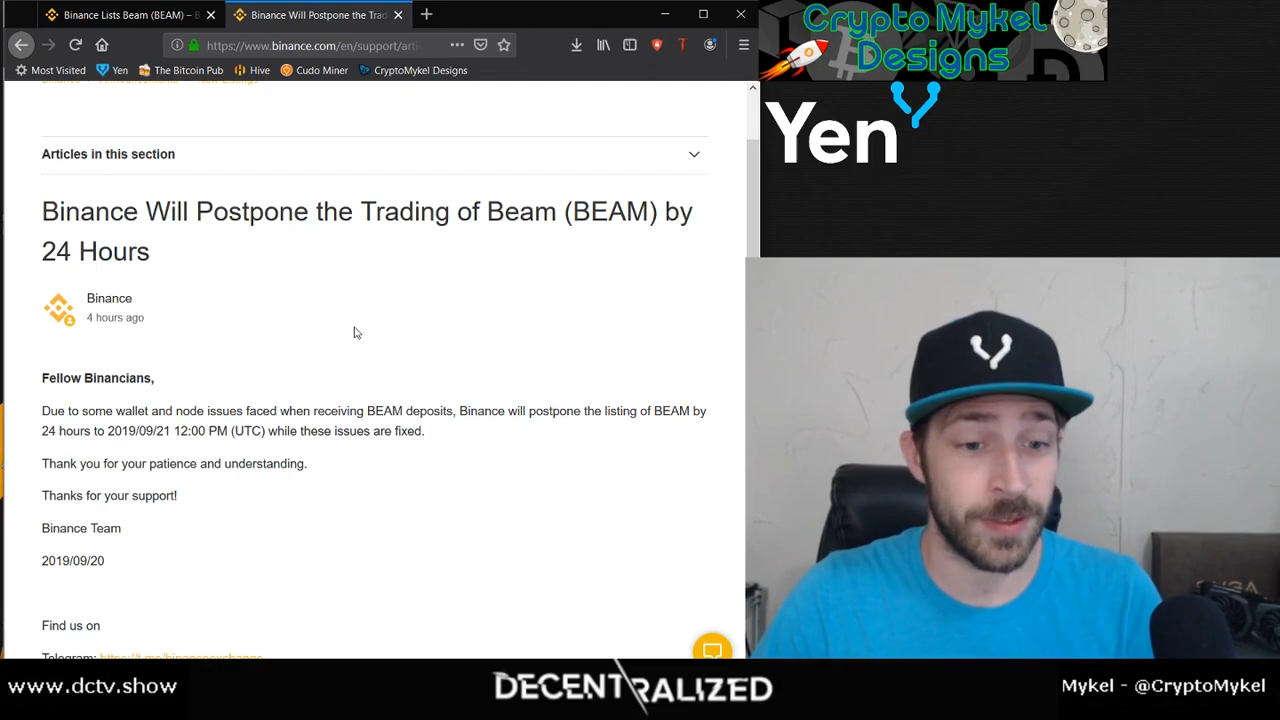 Binance Lists Beam (BEAM) – B
Binance Will Postpone the Trad
https://www.binance.com/en/support/arti
Most Visited
Yen
The Bitcoin Pub
Hive
Cudo Miner
CryptoMykel Designs
Articles in this section
Binance Will Postpone the Trading of Beam (BEAM) by
24 Hours
Binance
4 hours ago
Fellow Binancians,
Due to some wallet and node issues faced when receiving BEAM deposits, Binance will postpone the listing of BEAM by
24 hours to 2019/09/21 12:00 PM (UTC) while these issues are fixed.
Thank you for your patience and understanding.
Thanks for your support!
Binance Team
2019/09/20
Find us on
Telegram: https://t.me/binanceexchange
Crypto Mykel
Designs
Yen
www.dctv.show
DECENTRALIZED
Mykel - @CryptoMykel